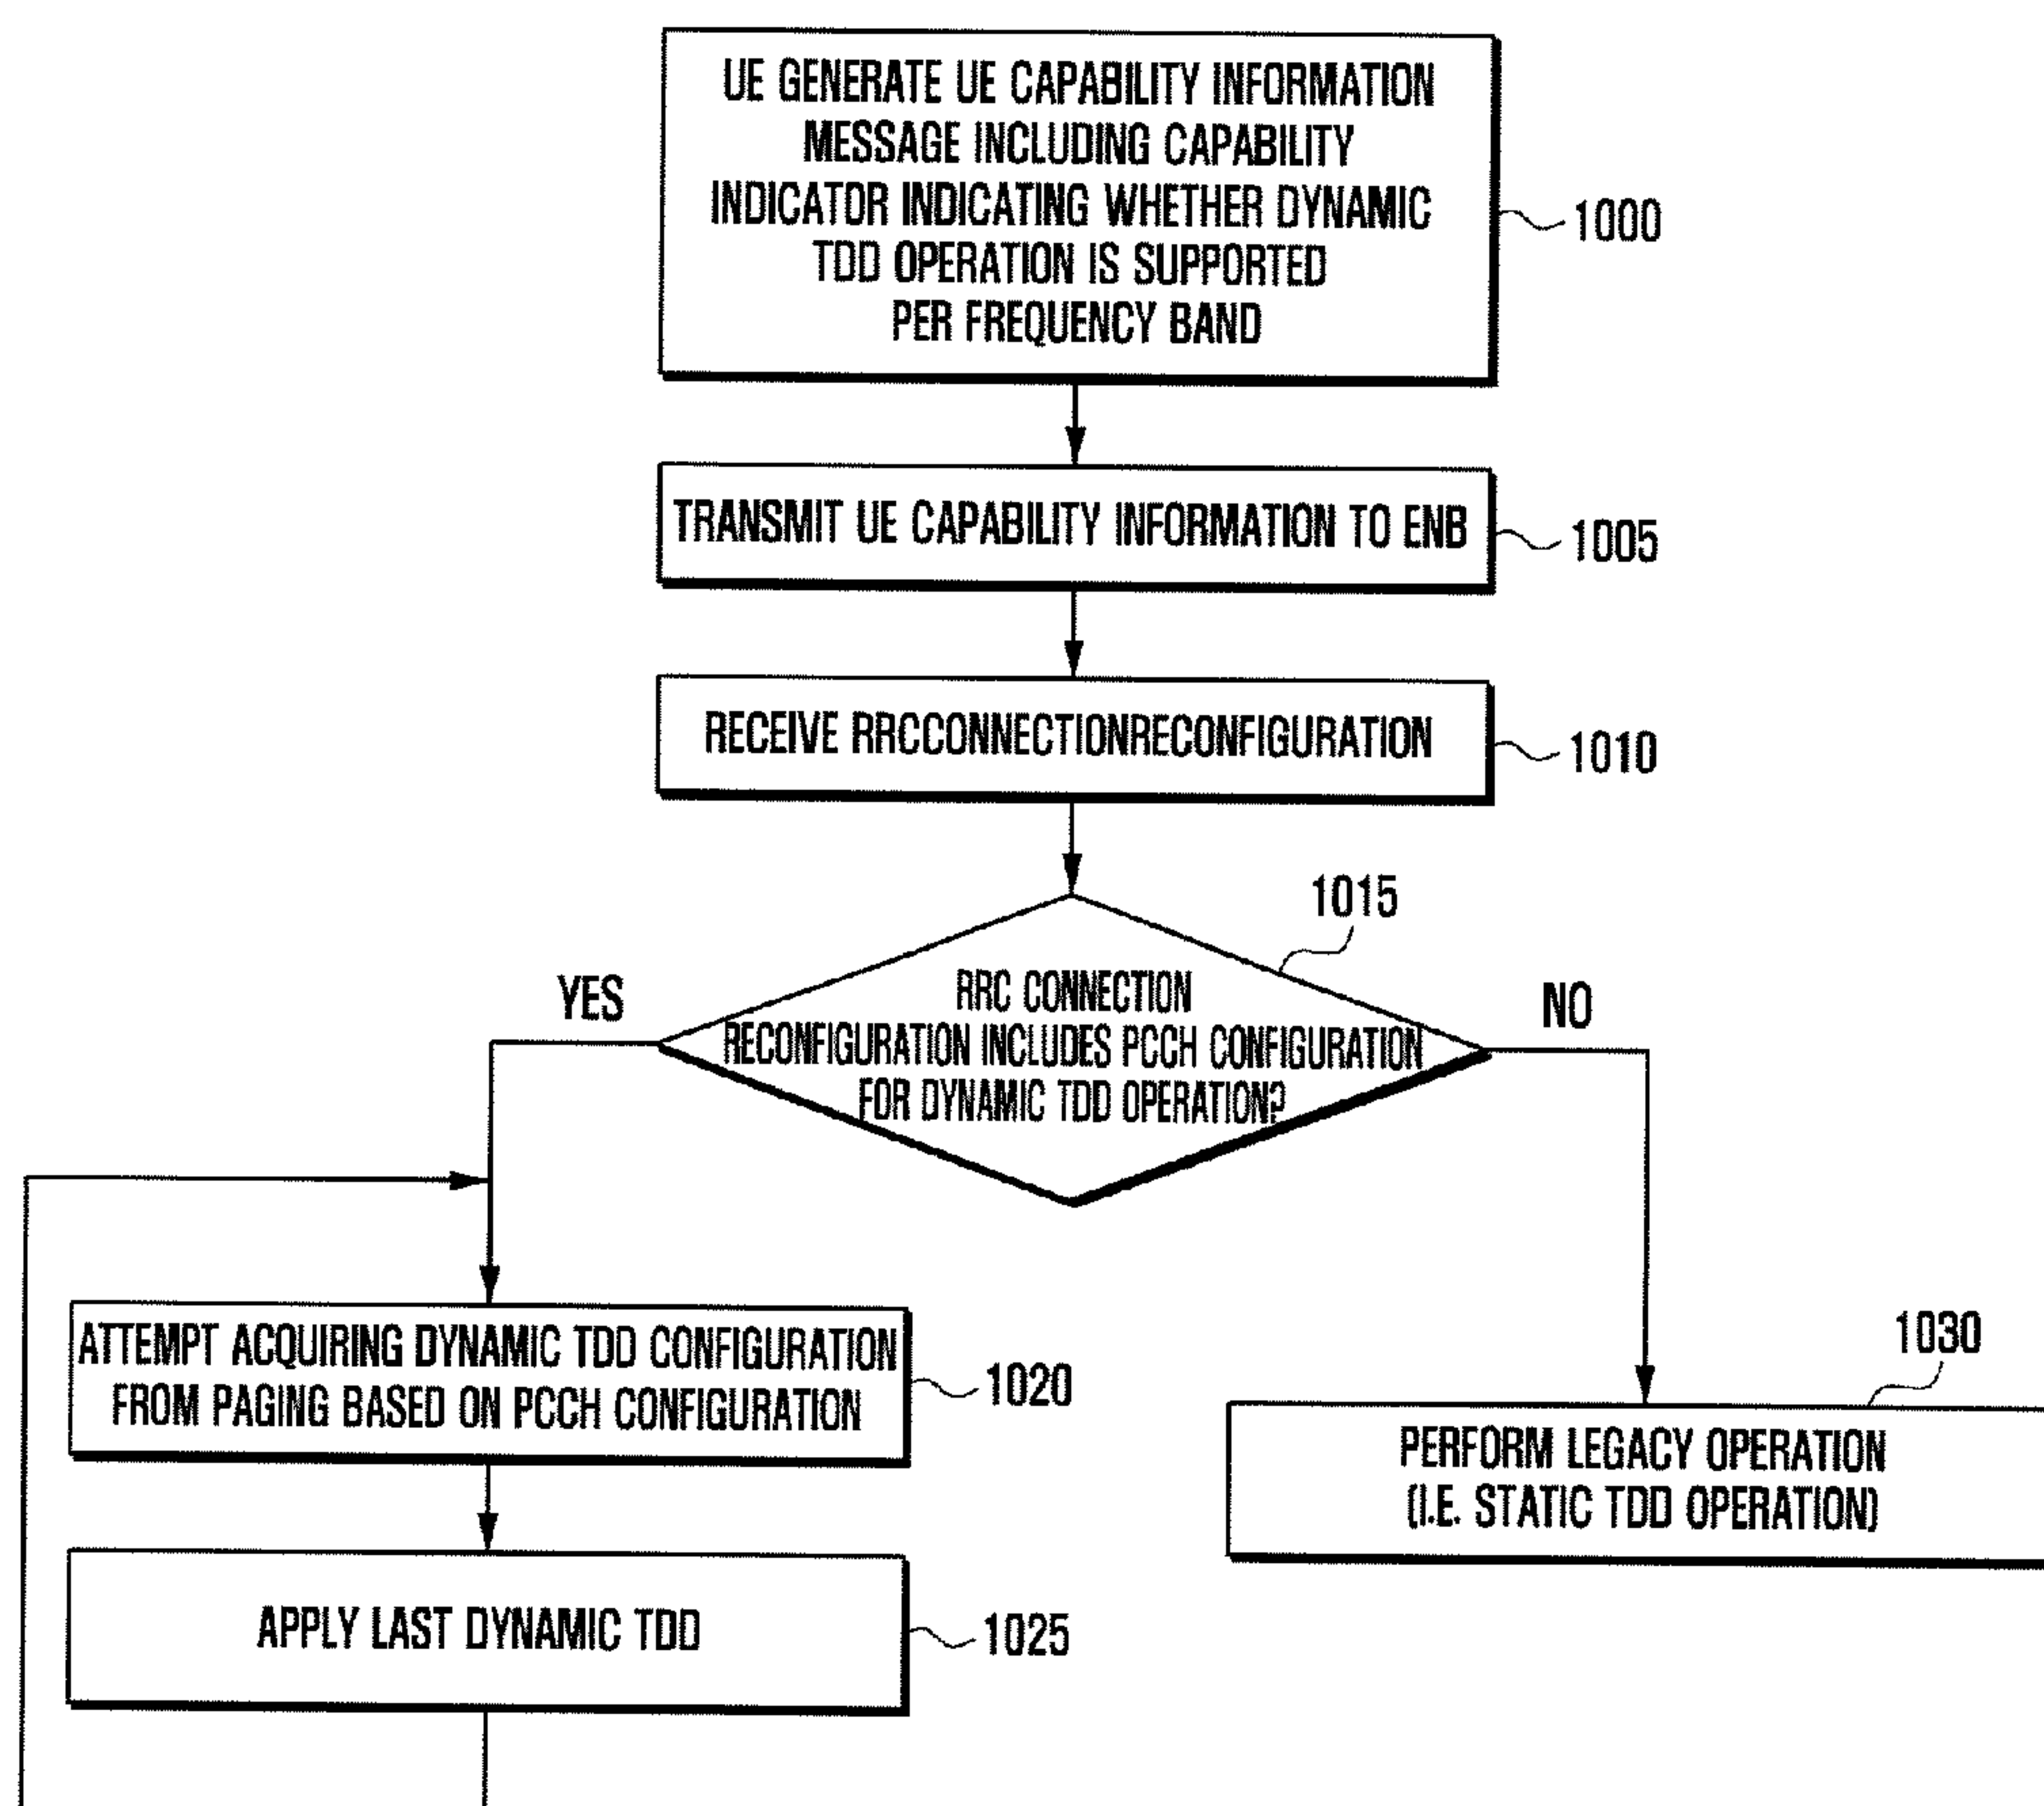 UE GENERATE UE CAPABILITY INFORMATION
MESSAGE INCLUDING CAPABILITY
INDICATOR INDICATING WHETHER DYNAMIC
TDD OPERATION IS SUPPORTED
PER FREQUENCY BAND
1000
TRANSMIT UE CAPABILITY INFORMATION TO ENB
1005
RECEIVE RRCCONNECTIONRECONFIGURATION
1010
1015
YES
RRC CONNECTION
RECONFIGURATION INCLUDES PCCH CONFIGURATION
FOR DYNAMIC TDD OPERATION?
NO
ATTEMPT ACQUIRING DYNAMIC TDD CONFIGURATION
FROM PAGING BASED ON PCCH CONFIGURATION
1020
1030
PERFORM LEGACY OPERATION
(I.E. STATIC TDD OPERATION)
APPLY LAST DYNAMIC TDD
1025